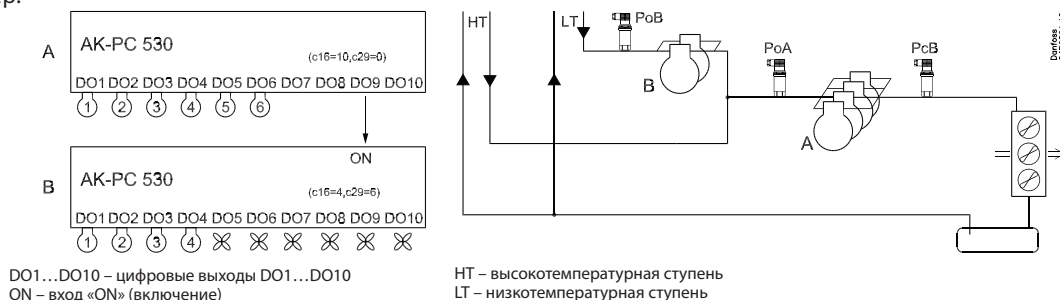 ер.
A
AK-PC 530
(c16=10,c29=0)
DO1 DO2 DO3 DO4 DO5 DO6 DO7 DO8 DO9 DO10
1 2 3 4 5 6
ON
B
AK-PC 530
(c16=4,c29=6)
DO1 DO2 DO3 DO4 DO5 DO6 DO7 DO8 DO9 DO10
1 2 3 4
HT
LT
PoB
B
PoA
PcB
A
Danfoss
DO1…DO10 – цифровые выходы DO1…DO10
ON – вход «ON» (включение)
HT – высокотемпературная ступень
LT – низкотемпературная ступень